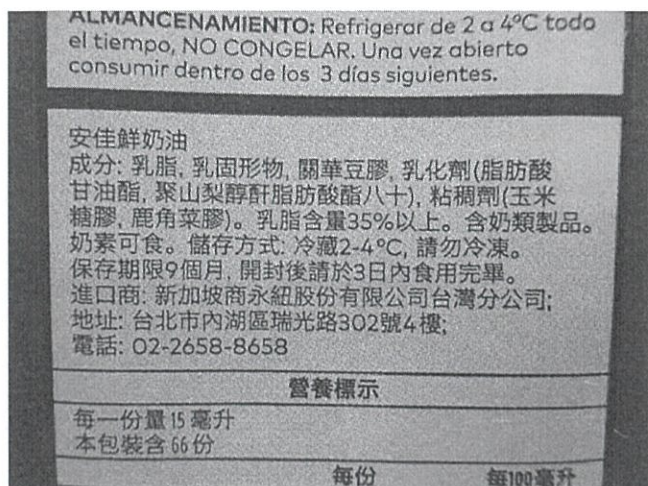 ALMANCENAMIENTO: Refrigerar de 2 a 4°C todo
el tiempo, NO CONGELAR. Una vez abierto
consumir dentro de los 3 días siguientes.
安佳鮮奶油
成分: 乳脂, 乳固形物, 關華豆膠, 乳化劑(脂肪酸
甘油酯, 聚山梨醇酐脂肪酸酯八十), 粘稠劑(玉米
糖膠, 鹿角菜膠)。乳脂含量35%以上。含奶類製品。
奶素可食。儲存方式: 冷藏2-4°C, 請勿冷凍。
保存期限9個月, 開封後請於3日內食用完畢。
進口商: 新加坡商永紐股份有限公司台灣分公司;
地址: 台北市內湖區瑞光路302號4樓;
電話: 02-2658-8658
營養標示
每一份量 15 毫升
本包裝含 66 份
每份 每100毫升